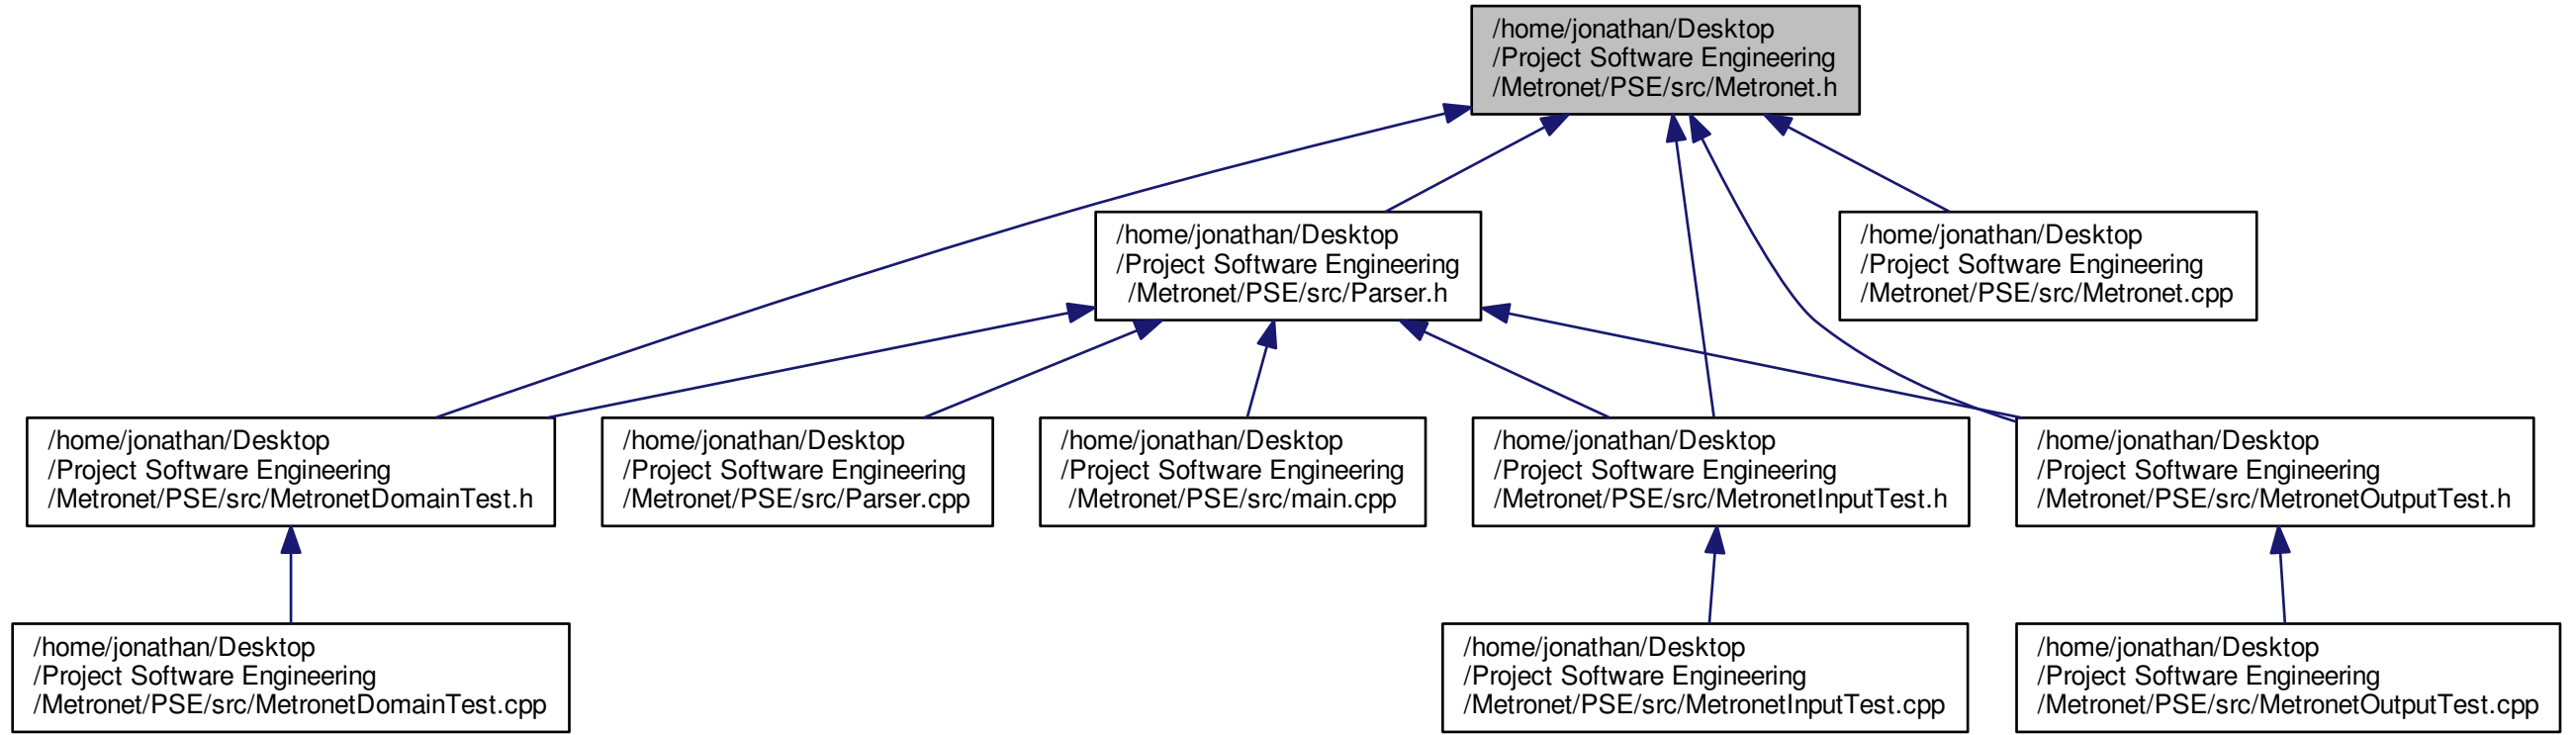 /home/jonathan/Desktop
/Project Software Engineering
/Metronet/PSE/src/Metronet.h
/home/jonathan/Desktop
/Project Software Engineering
/Metronet/PSE/src/Parser.h
/home/jonathan/Desktop
/Project Software Engineering
/Metronet/PSE/src/Metronet.cpp
/home/jonathan/Desktop
/Project Software Engineering
/Metronet/PSE/src/MetronetDomainTest.h
/home/jonathan/Desktop
/Project Software Engineering
/Metronet/PSE/src/Parser.cpp
/home/jonathan/Desktop
/Project Software Engineering
/Metronet/PSE/src/main.cpp
/home/jonathan/Desktop
/Project Software Engineering
/Metronet/PSE/src/MetronetInputTest.h
/home/jonathan/Desktop
/Project Software Engineering
/Metronet/PSE/src/MetronetOutputTest.h
/home/jonathan/Desktop
/Project Software Engineering
/Metronet/PSE/src/MetronetDomainTest.cpp
/home/jonathan/Desktop
/Project Software Engineering
/Metronet/PSE/src/MetronetInputTest.cpp
/home/jonathan/Desktop
/Project Software Engineering
/Metronet/PSE/src/MetronetOutputTest.cpp